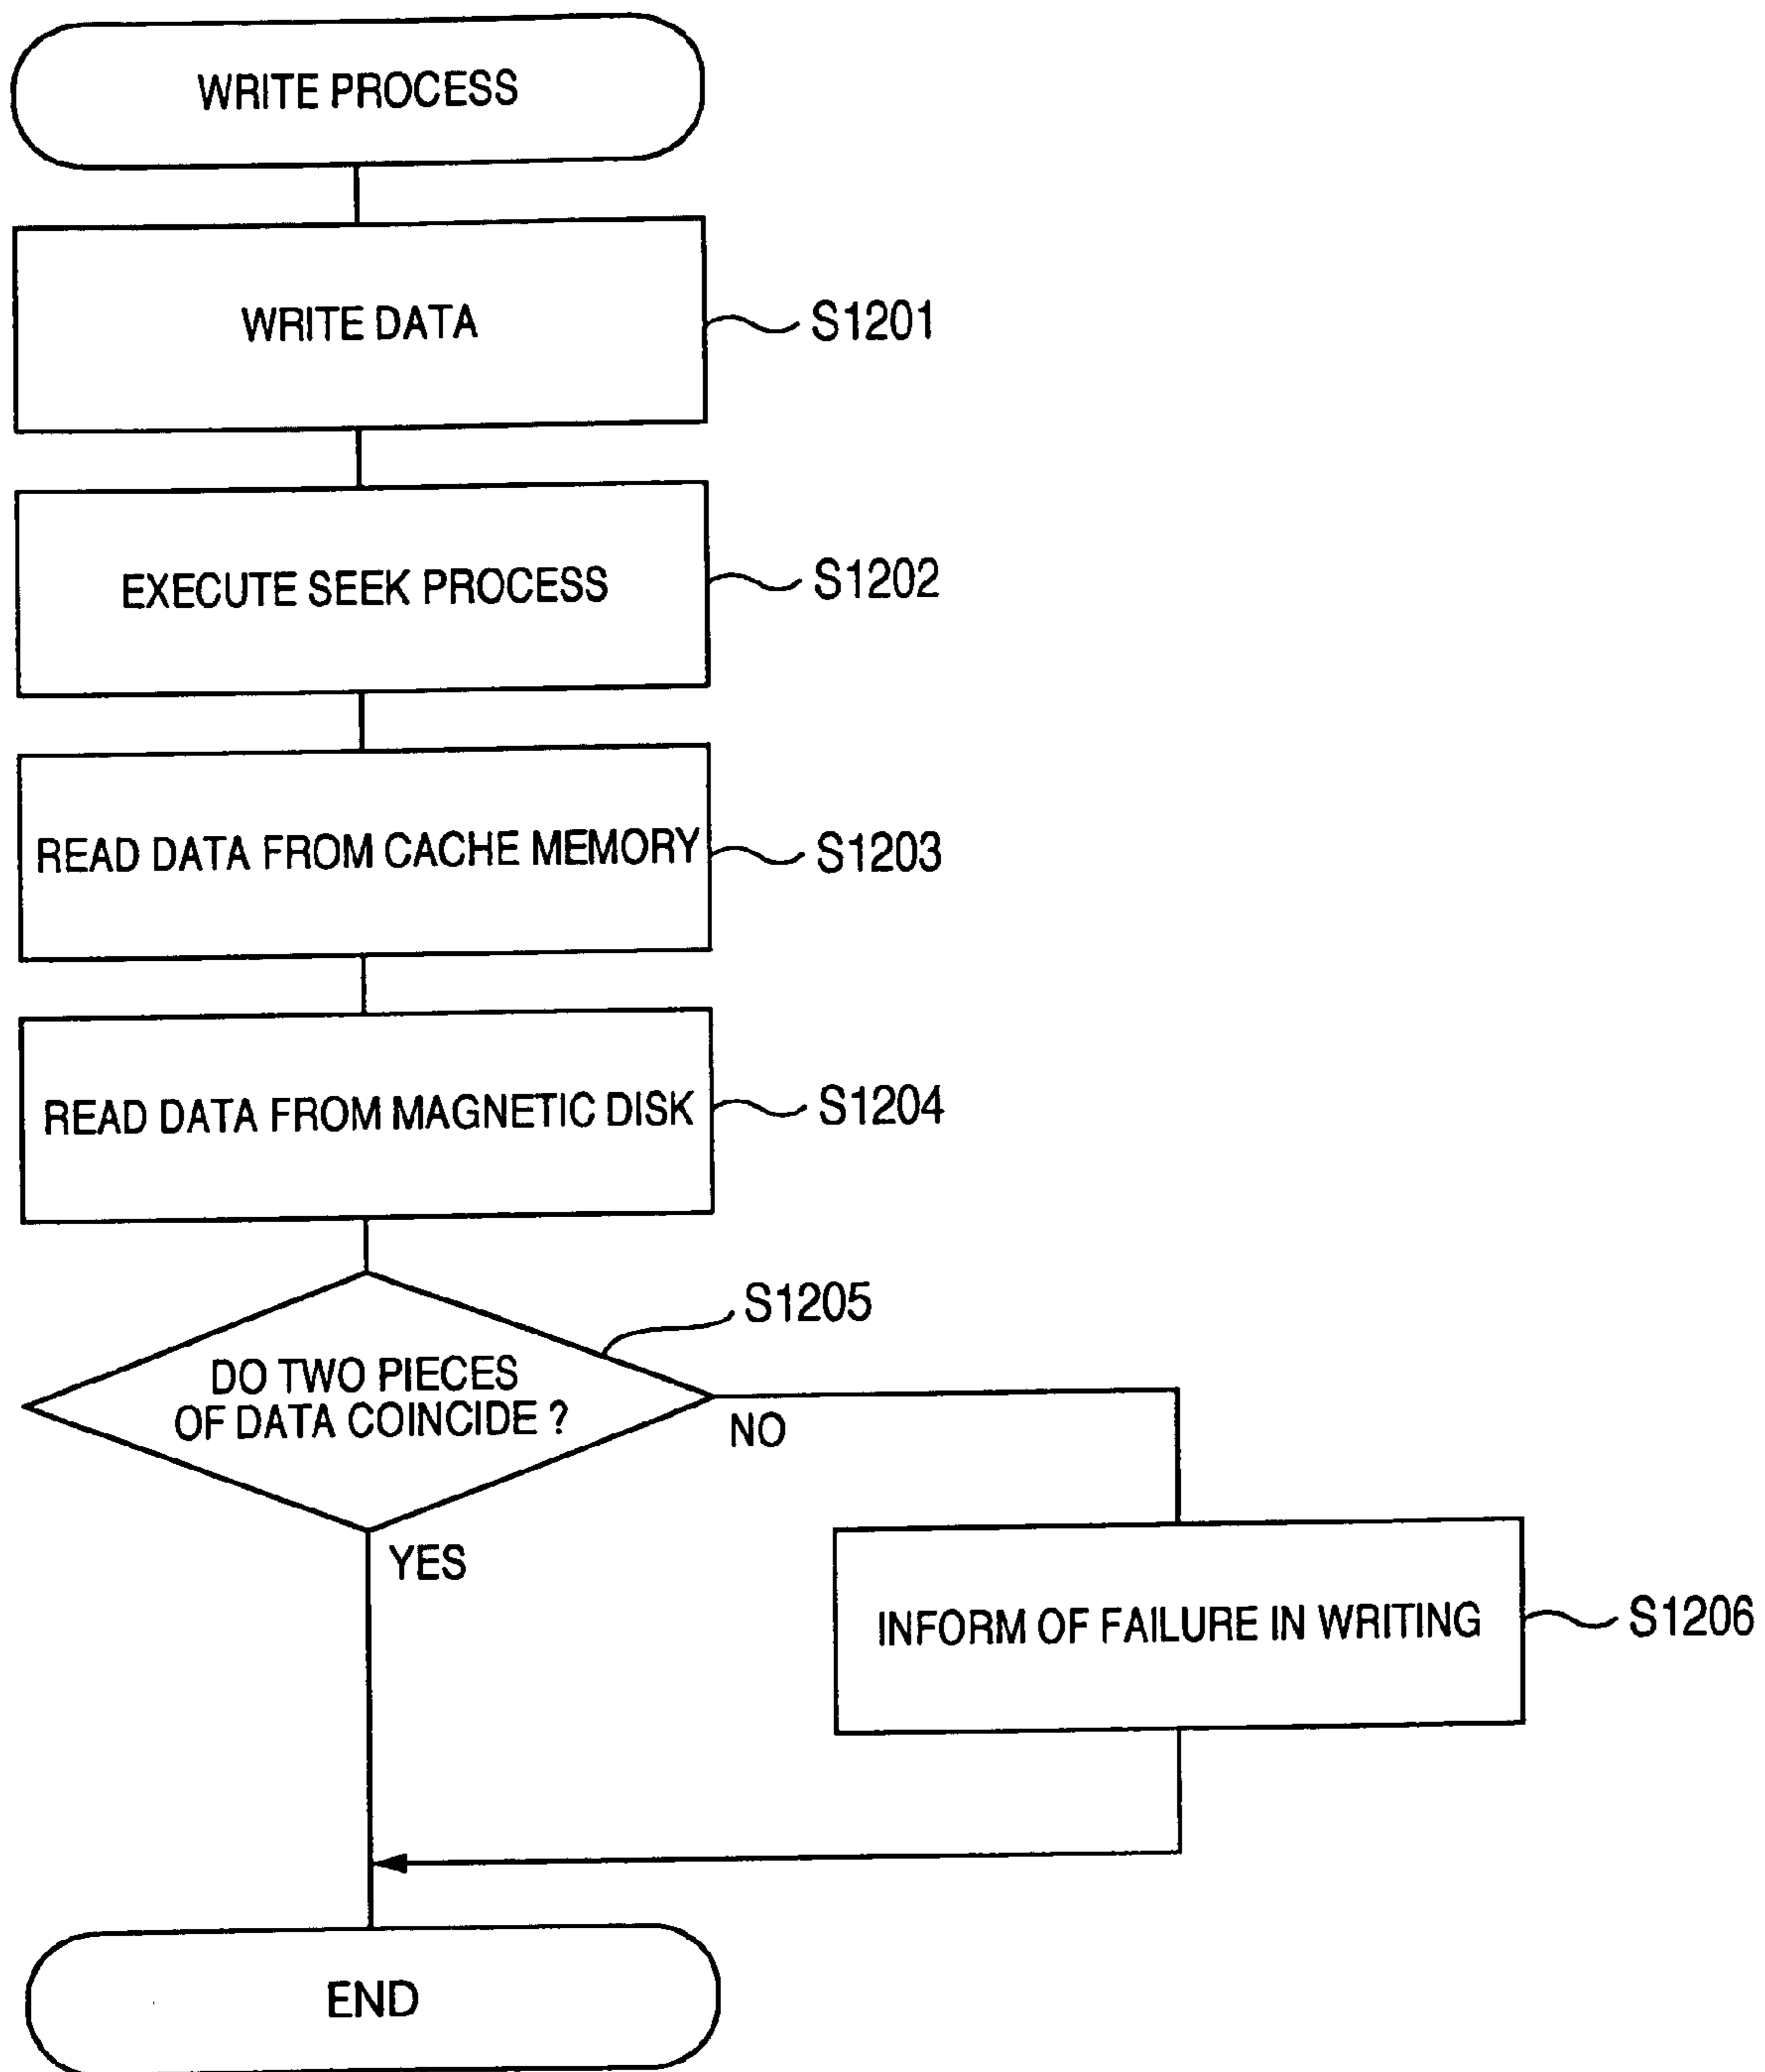 WRITE PROCESS
WRITE DATA
S1201
EXECUTE SEEK PROCESS
S1202
READ DATA FROM CACHE MEMORY
S1203
READ DATA FROM MAGNETIC DISK
S1204
S1205
DO TWO PIECES
OF DATA COINCIDE ?
NO
YES
INFORM OF FAILURE IN WRITING
S1206
END